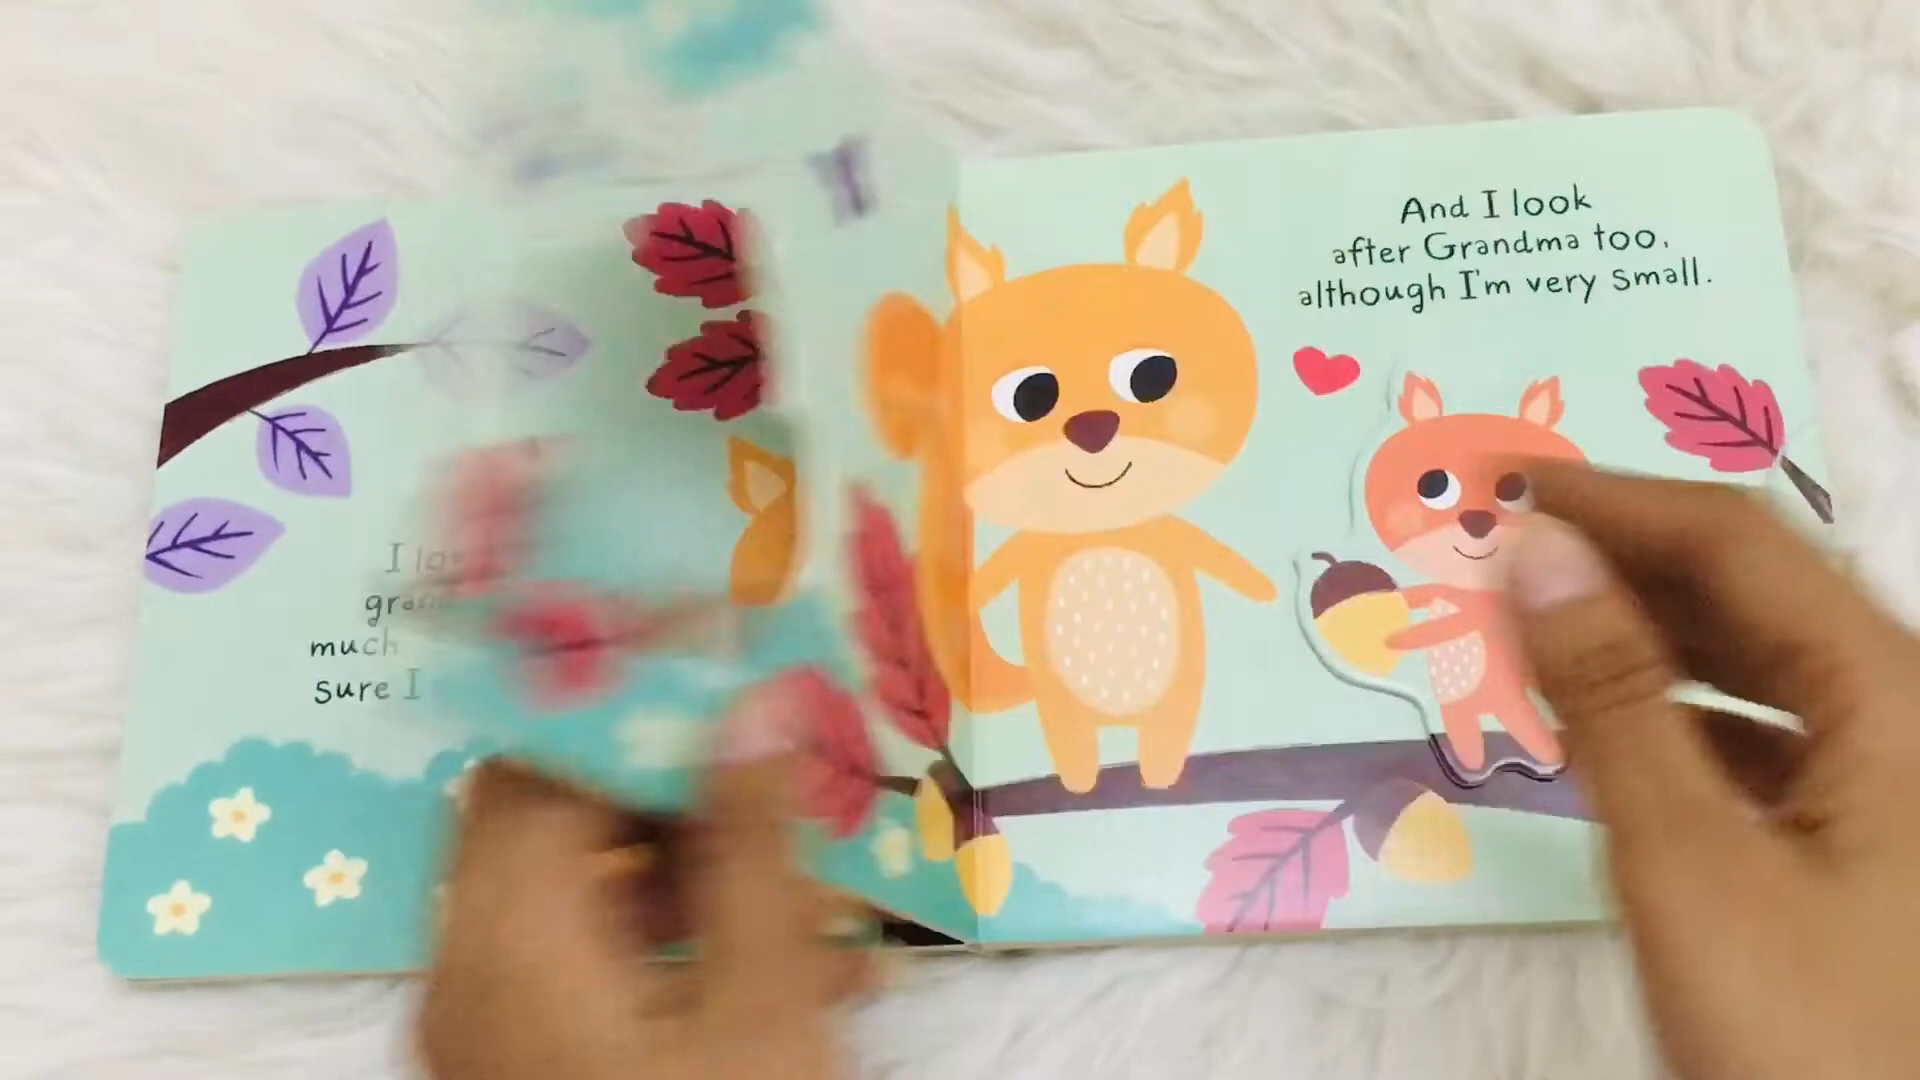 I
much
sure I
And I look
after Grandma too,
although I'm very small.